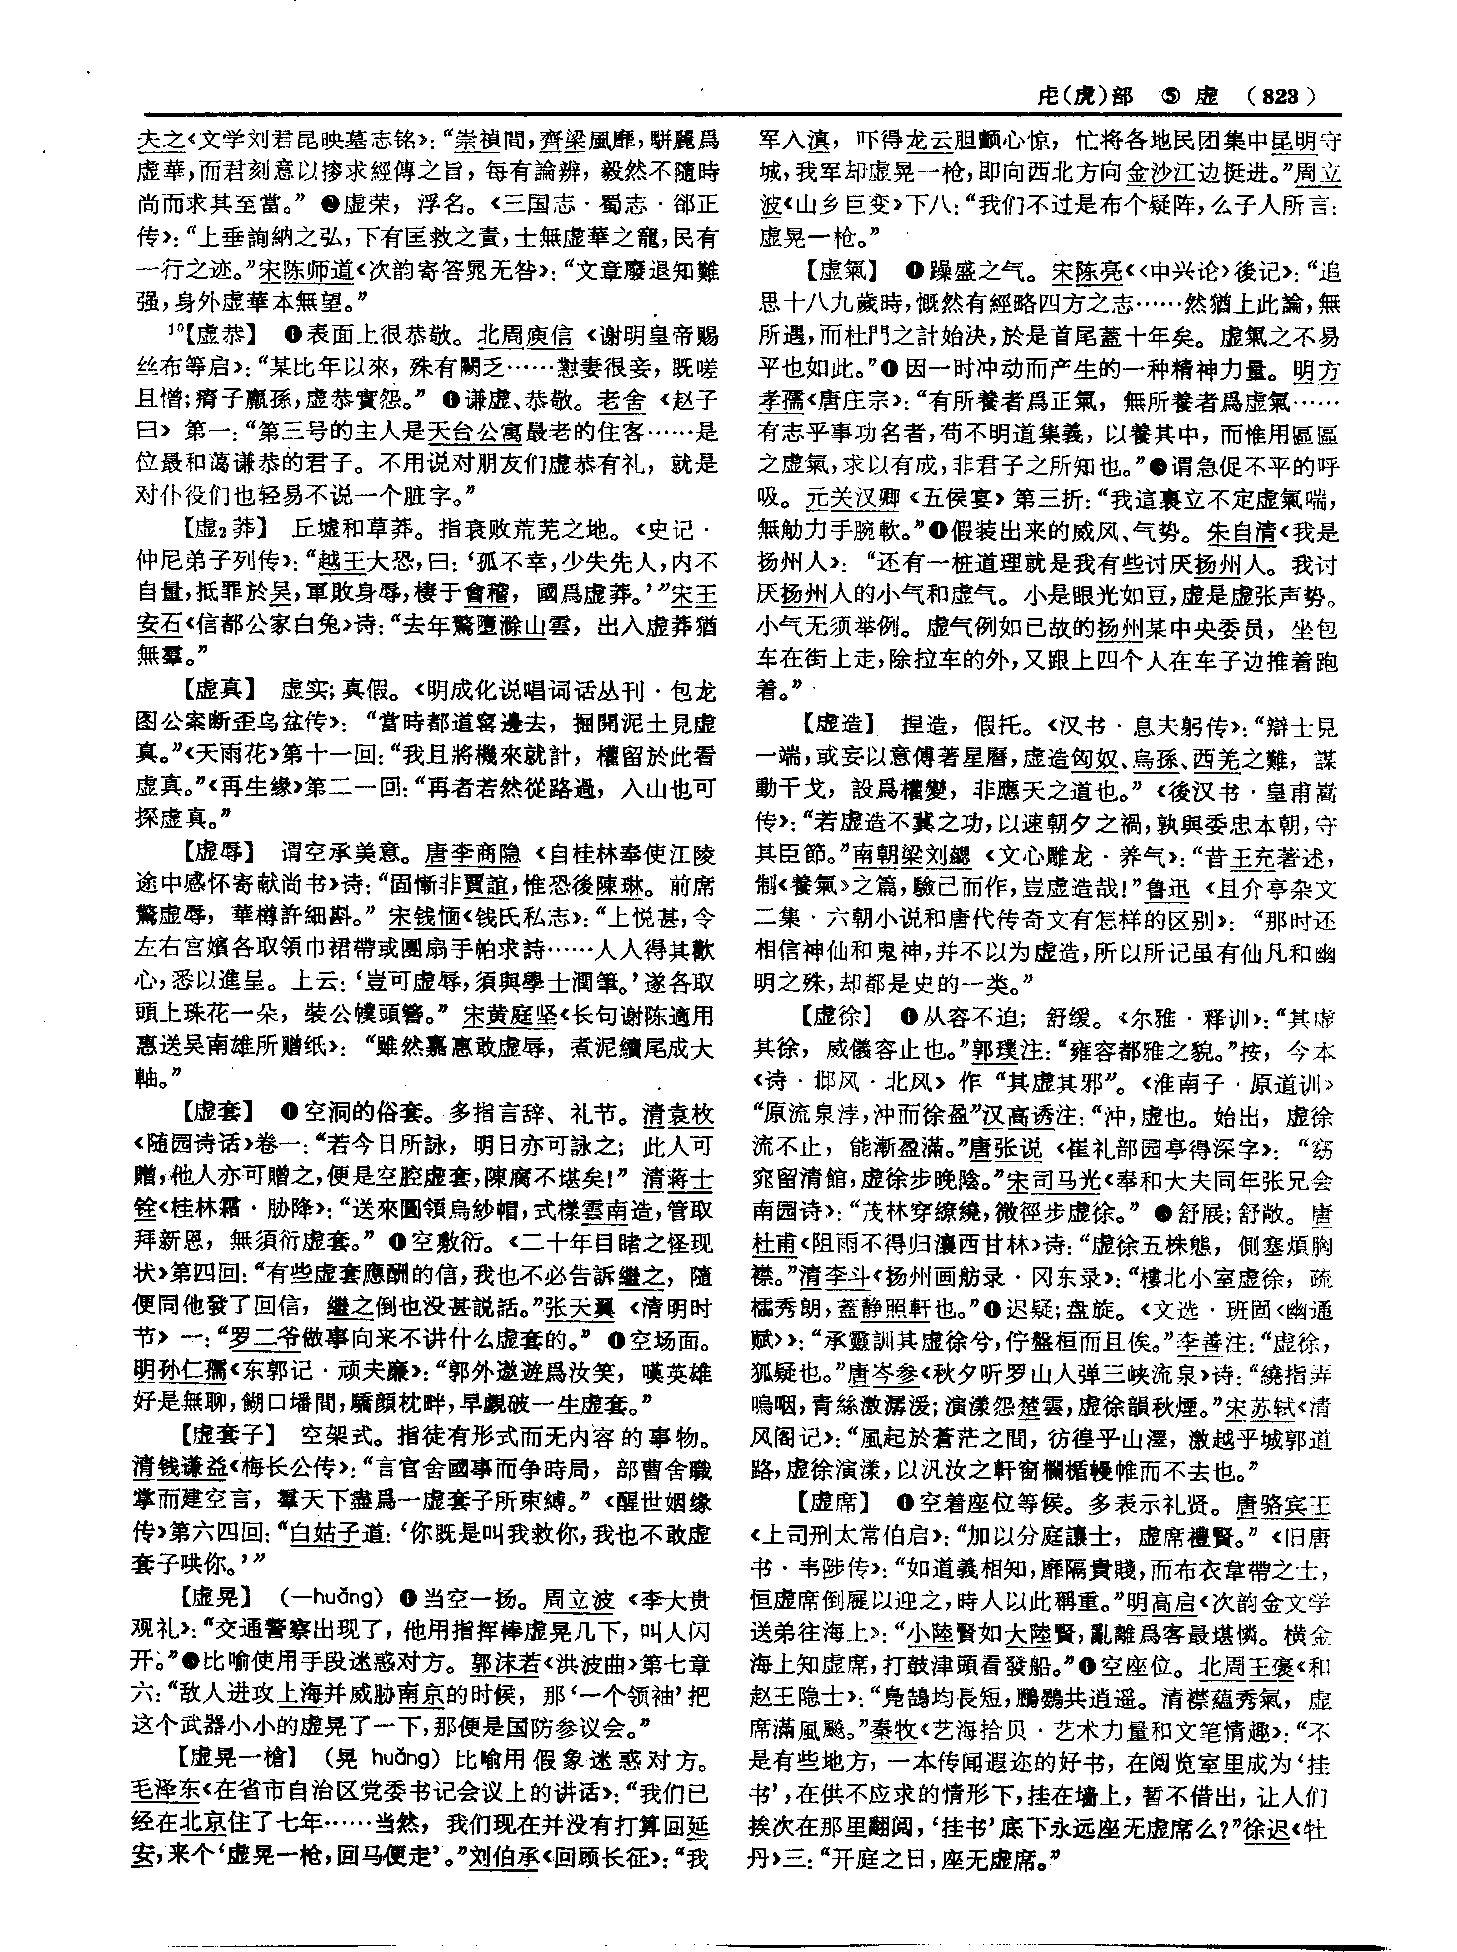 虍(虎)部 ⑤ 虚 (823)
夫之《文学刘君昆映墓志铭》：“崇禎間，齊梁風靡，駢麗爲
虚華，而君刻意以摉求經傳之旨，每有論辨，毅然不隨時
尚而求其至當。” ❷虚荣，浮名。《三国志·蜀志·郤正
传》：“上垂詢納之弘，下有匡救之責，士無虚華之寵，民有
一行之迹。”宋陈师道《次韵寄答晁无咎》：“文章廢退知難
强，身外虚華本無望。”
10【虚恭】 ❶表面上很恭敬。北周庾信《谢明皇帝赐
丝布等启》：“某比年以來，殊有闕乏……懟妻很妾，既嗟
且憎；瘠子羸孫，虚恭實怨。” ❷谦虚、恭敬。老舍《赵子
曰》第一：“第三号的主人是天台公寓最老的住客……是
位最和蔼谦恭的君子。不用说对朋友们虚恭有礼，就是
对仆役们也轻易不说一个脏字。”
【虚₂莽】 丘墟和草莽。指衰败荒芜之地。《史记·
仲尼弟子列传》：“越王大恐，曰：‘孤不幸，少失先人，内不
自量，抵罪於吴，軍敗身辱，棲于會稽，國爲虚莽。’”宋王
安石《信都公家白兔》诗：“去年驚墮滁山雲，出入虚莽猶
無羣。”
【虚真】 虚实；真假。《明成化说唱词话丛刊·包龙
图公案断歪乌盆传》：“當時都道窰邊去，掘開泥土見虚
真。”《天雨花》第十一回：“我且將機來就計，權留於此看
虚真。”《再生缘》第二一回：“再者若然從路過，入山也可
探虚真。”
【虚辱】 谓空承美意。唐李商隐《自桂林奉使江陵
途中感怀寄献尚书》诗：“固慚非賈誼，惟恐後陳琳。前席
驚虚辱，華樽許細斟。” 宋钱愐《钱氏私志》：“上悦甚，令
左右宫嬪各取領巾裙帶或團扇手帕求詩……人人得其歡
心，悉以進呈。上云：‘豈可虚辱，須與學士潤筆。’遂各取
頭上珠花一朵，裝公幞頭簪。” 宋黄庭坚《长句谢陈適用
惠送吴南雄所赠纸》：“雖然嘉惠敢虚辱，煮泥續尾成大
軸。”
【虚套】 ❶空洞的俗套。多指言辞、礼节。清袁枚
《随园诗话》卷一：“若今日所詠，明日亦可詠之；此人可
贈，他人亦可贈之，便是空腔虚套，陳腐不堪矣！” 清蒋士
铨《桂林霜·胁降》：“送來圓領烏紗帽，式樣雲南造，管取
拜新恩，無須衍虚套。” ❷空敷衍。《二十年目睹之怪现
状》第四回：“有些虚套應酬的信，我也不必告訴繼之，隨
便同他發了回信，繼之倒也没甚説話。”张天翼《清明时
节》一：“罗二爷做事向来不讲什么虚套的。” ❸空场面。
明孙仁孺《东郭记·顽夫廉》：“郭外遨遊爲汝笑，嘆英雄
好是無聊，餬口墦間，驕顔枕畔，早覷破一生虚套。”
【虚套子】 空架式。指徒有形式而无内容的事物。
清钱谦益《梅长公传》：“言官舍國事而争時局，部曹舍職
掌而建空言，羣天下盡爲一虚套子所束縛。”《醒世姻缘
传》第六四回：“白姑子道：‘你既是叫我救你，我也不敢虚
套子哄你。’”
【虚晃】 (—huǎng) ❶当空一扬。周立波《李大贵
观礼》：“交通警察出现了，他用指挥棒虚晃几下，叫人闪
开。”❷比喻使用手段迷惑对方。郭沫若《洪波曲》第七章
六：“敌人进攻上海并威胁南京的时候，那‘一个领袖’把
这个武器小小的虚晃了一下，那便是国防参议会。”
【虚晃一槍】 (晃 huǎng) 比喻用假象迷惑对方。
毛泽东《在省市自治区党委书记会议上的讲话》：“我们已
经在北京住了七年……当然，我们现在并没有打算回延
安，来个‘虚晃一枪，回马便走’。”刘伯承《回顾长征》：“我
军入滇，吓得龙云胆颤心惊，忙将各地民团集中昆明守
城，我军却虚晃一枪，即向西北方向金沙江边挺进。”周立
波《山乡巨变》下八：“我们不过是布个疑阵，么子人所言：
虚晃一枪。”
【虚氣】 ❶躁盛之气。宋陈亮《〈中兴论〉後记》：“追
思十八九歲時，慨然有經略四方之志……然猶上此論，無
所遇，而杜門之計始决，於是首尾蓋十年矣。虚氣之不易
平也如此。”❷因一时冲动而产生的一种精神力量。明方
孝孺《唐庄宗》：“有所養者爲正氣，無所養者爲虚氣……
有志乎事功名者，苟不明道集義，以養其中，而惟用區區
之虚氣，求以有成，非君子之所知也。”❸谓急促不平的呼
吸。元关汉卿《五侯宴》第三折：“我這裏立不定虚氣喘，
無觔力手腕軟。”❹假装出来的威风、气势。朱自清《我是
扬州人》：“还有一桩道理就是我有些讨厌扬州人。我讨
厌扬州人的小气和虚气。小是眼光如豆，虚是虚张声势。
小气无须举例。虚气例如已故的扬州某中央委员，坐包
车在街上走，除拉车的外，又跟上四个人在车子边推着跑
着。”
【虚造】 捏造，假托。《汉书·息夫躬传》：“辯士見
一端，或妄以意傅著星曆，虚造匈奴、烏孫、西羌之難，謀
動干戈，設爲權變，非應天之道也。”《後汉书·皇甫嵩
传》：“若虚造不冀之功，以速朝夕之禍，孰與委忠本朝，守
其臣節。”南朝梁刘勰《文心雕龙·养气》：“昔王充著述，
制《養氣》之篇，驗己而作，豈虚造哉！”鲁迅《且介亭杂文
二集·六朝小说和唐代传奇文有怎样的区别》：“那时还
相信神仙和鬼神，并不以为虚造，所以所记虽有仙凡和幽
明之殊，却都是史的一类。”
【虚徐】 ❶从容不迫；舒缓。《尔雅·释训》：“其虚
其徐，威儀容止也。”郭璞注：“雍容都雅之貌。”按，今本
《诗·邶风·北风》作“其虚其邪”。《淮南子·原道训》
“原流泉浡，沖而徐盈”汉高诱注：“沖，虚也。始出，虚徐
流不止，能漸盈滿。”唐张说《崔礼部园亭得深字》：“窈
窕留清館，虚徐步晚陰。”宋司马光《奉和大夫同年张兄会
南园诗》：“茂林穿繚繞，微徑步虚徐。” ❷舒展；舒敞。唐
杜甫《阻雨不得归瀼西甘林》诗：“虚徐五株態，側塞煩胸
襟。”清李斗《扬州画舫录·冈东录》：“樓北小室虚徐，疏
櫺秀朗，蓋静照軒也。”❸迟疑；盘旋。《文选·班固〈幽通
赋〉》：“承靈訓其虚徐兮，佇盤桓而且俟。”李善注：“虚徐，
狐疑也。”唐岑参《秋夕听罗山人弹三峡流泉》诗：“繞指弄
嗚咽，青絲激潺湲；演漾怨楚雲，虚徐韻秋煙。”宋苏轼《清
风阁记》：“風起於蒼茫之間，彷徨乎山澤，激越乎城郭道
路，虚徐演漾，以汎汝之軒窗欄楯幔帷而不去也。”
【虚席】 ❶空着座位等候。多表示礼贤。唐骆宾王
《上司刑太常伯启》：“加以分庭讓士，虚席禮賢。”《旧唐
书·韦陟传》：“如道義相知，靡隔貴賤，而布衣韋帶之士，
恒虚席倒屣以迎之，時人以此稱重。”明高启《次韵金文学
送弟往海上》：“小陸賢如大陸賢，亂離爲客最堪憐。横金
海上知虚席，打鼓津頭看發船。”❷空座位。北周王褒《和
赵王隐士》：“鳧鵠均長短，鵬鷃共逍遥。清襟藴秀氣，虚
席滿風飈。”秦牧《艺海拾贝·艺术力量和文笔情趣》：“不
是有些地方，一本传闻遐迩的好书，在阅览室里成为‘挂
书’，在供不应求的情形下，挂在墙上，暂不借出，让人们
挨次在那里翻阅，‘挂书’底下永远座无虚席么？”徐迟《牡
丹》三：“开庭之日，座无虚席。”